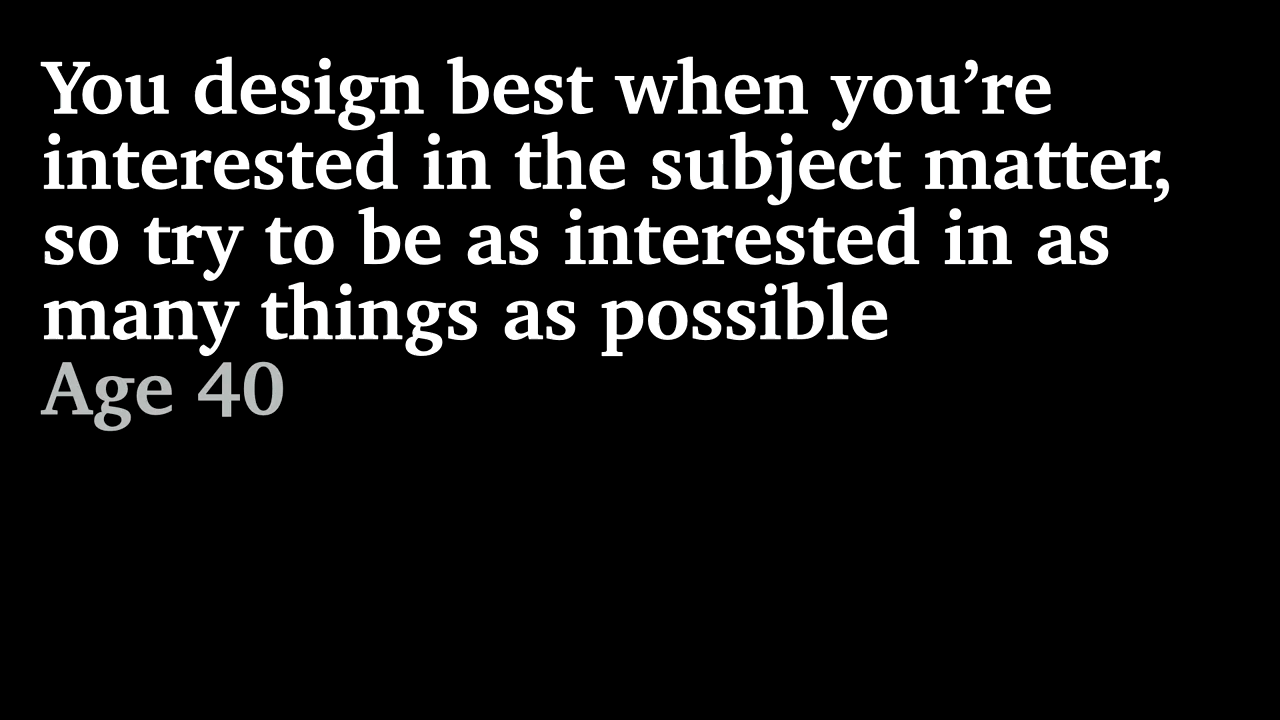 You design best when you’re
interested in the subject matter,
so try to be as interested in as
many things as possible
Age 40